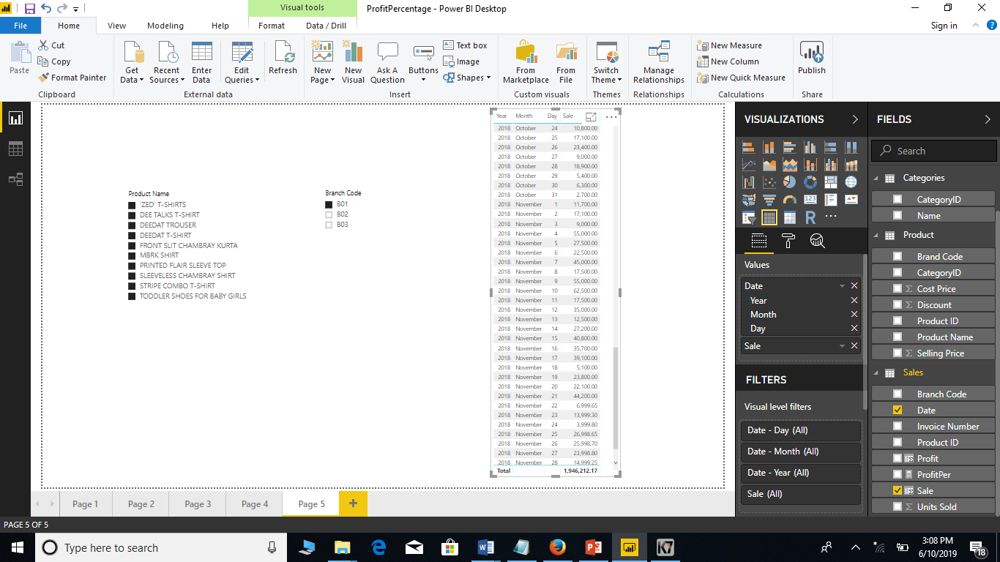 Visual tools
ProfitPercentage - Power BI Desktop
File Home View Modeling Help Format Data / Drill Sign in
Paste
Cut
Copy
Format Painter
Clipboard
Get Data
Recent Sources
Enter Data
Edit Queries
Refresh
External data
New Page
New Visual
Ask A Question
Buttons
Text box
Image
Shapes
Insert
From Marketplace
From File
Custom visuals
Switch Theme
Themes
Manage Relationships
Relationships
New Measure
New Column
New Quick Measure
Calculations
Publish
Share
Product Name
'ZED' T-SHIRTS
DEE TALKS T-SHIRT
DEEDAT TROUSER
DEEDAT T-SHIRT
FRONT SLIT CHAMBRAY KURTA
MBRK SHIRT
PRINTED FLAIR SLEEVE TOP
SLEEVELESS CHAMBRAY SHIRT
STRIPE COMBO T-SHIRT
TODDLER SHOES FOR BABY GIRLS
Branch Code
B01
B02
B03
Year Month Day Sale
2018 October 24 10,800.00
2018 October 25 17,100.00
2018 October 26 23,400.00
2018 October 27 9,000.00
2018 October 28 18,900.00
2018 October 29 5,400.00
2018 October 30 6,300.00
2018 October 31 2,700.00
2018 November 1 11,700.00
2018 November 2 17,100.00
2018 November 3 9,000.00
2018 November 4 55,000.00
2018 November 5 27,500.00
2018 November 6 22,500.00
2018 November 7 45,000.00
2018 November 8 17,500.00
2018 November 9 55,000.00
2018 November 10 62,500.00
2018 November 11 17,500.00
2018 November 12 35,000.00
2018 November 13 12,500.00
2018 November 14 27,200.00
2018 November 15 40,800.00
2018 November 16 35,700.00
2018 November 17 39,100.00
2018 November 18 5,100.00
2018 November 19 23,800.00
2018 November 20 22,100.00
2018 November 21 44,200.00
2018 November 22 6,999.65
2018 November 23 13,999.30
2018 November 24 3,999.80
2018 November 25 26,998.65
2018 November 26 25,998.70
2018 November 27 23,998.80
2018 November 28 14,999.25
Total 1,946,212.17
VISUALIZATIONS
123
R
Values
Date
Year
Month
Day
Sale
FILTERS
Visual level filters
Date - Day (All)
Date - Month (All)
Date - Year (All)
Sale (All)
FIELDS
Search
Categories
CategoryID
Name
Product
Brand Code
CategoryID
Σ Cost Price
Σ Discount
Product ID
Product Name
Σ Selling Price
Sales
Branch Code
Date
Invoice Number
Product ID
Profit
ProfitPer
Sale
Σ Units Sold
Page 1 Page 2 Page 3 Page 4 Page 5
PAGE 5 OF 5
Type here to search
3:08 PM
6/10/2019
18